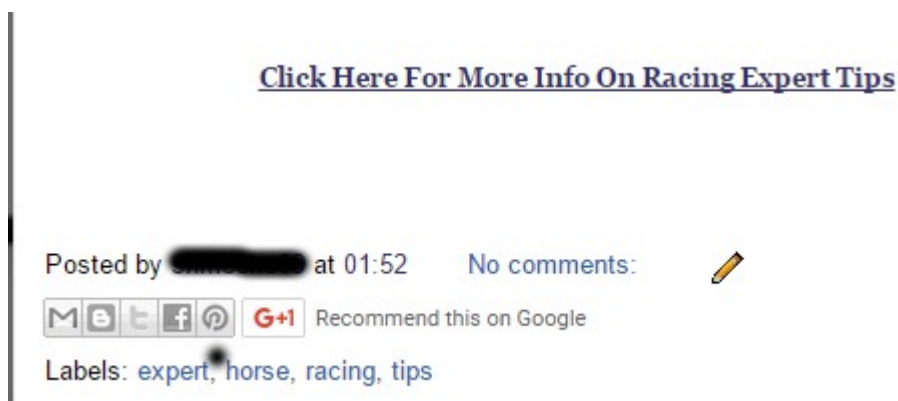 Click Here For More Info On Racing Expert Tips
Posted by at 01:52 No comments:
G+1 Recommend this on Google
Labels: expert, horse, racing, tips